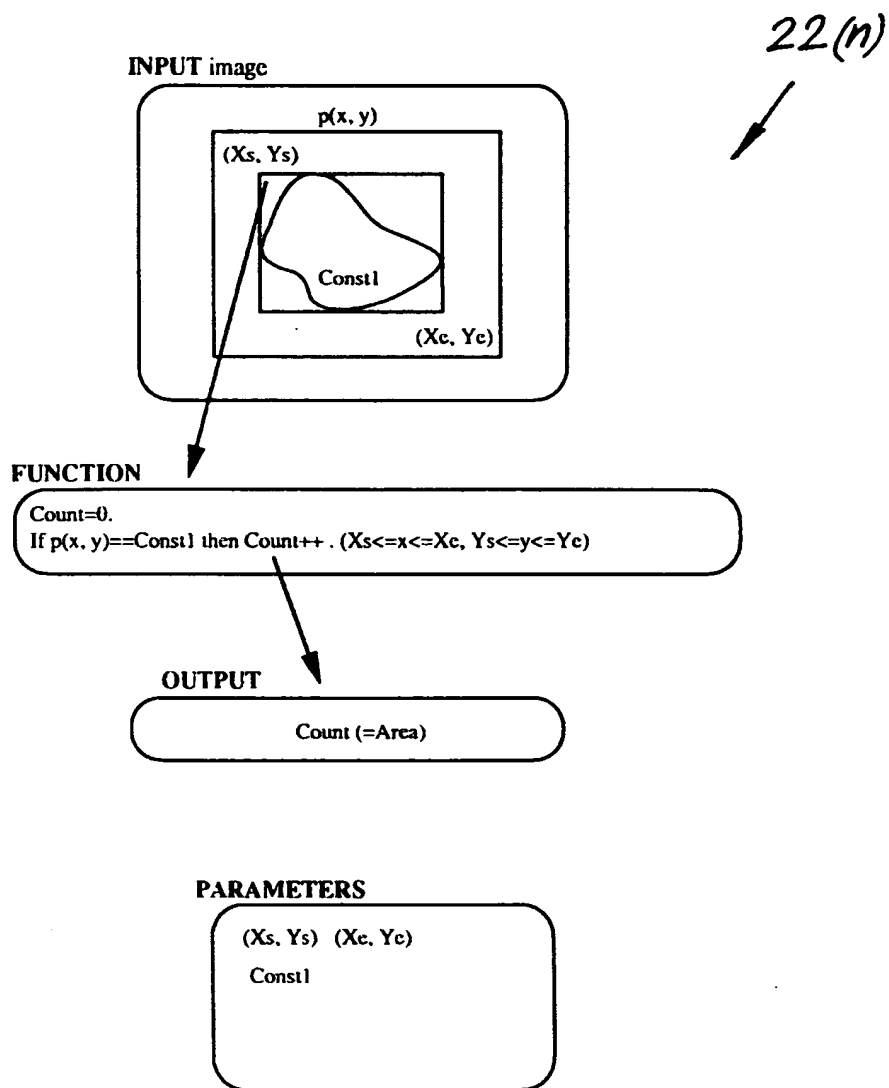 22(n)
INPUT image
p(x, y)
(Xs, Ys)
Const1
(Xe, Ye)
FUNCTION
Count=0.
If p(x, y)==Const1 then Count++ . (Xs<=x<=Xe, Ys<=y<=Ye)
OUTPUT
Count (=Area)
PARAMETERS
(Xs, Ys) (Xe, Ye)
Const1